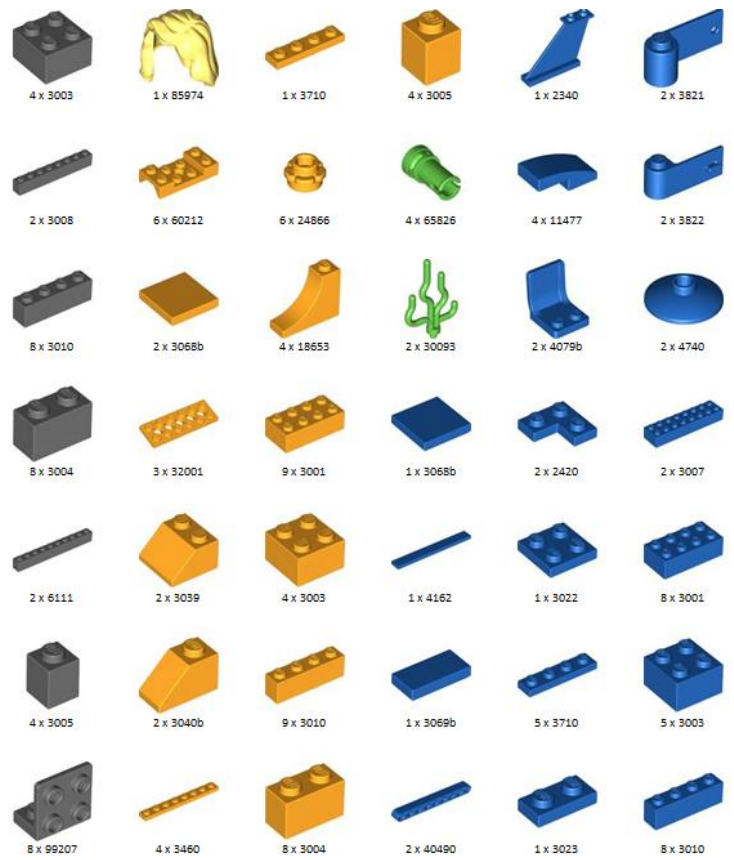 4 x 3003 1 x 85974 1 x 3710 4 x 3005 1 x 2340 2 x 3821
2 x 3008 6 x 60212 6 x 24866 4 x 65826 4 x 11477 2 x 3822
8 x 3010 2 x 3068b 4 x 18653 2 x 30093 2 x 4079b 2 x 4740
8 x 3004 3 x 32001 9 x 3001 1 x 3068b 2 x 2420 2 x 3007
2 x 6111 2 x 3039 4 x 3003 1 x 4162 1 x 3022 8 x 3001
4 x 3005 2 x 3040b 9 x 3010 1 x 3069b 5 x 3710 5 x 3003
8 x 99207 4 x 3460 8 x 3004 2 x 40490 1 x 3023 8 x 3010